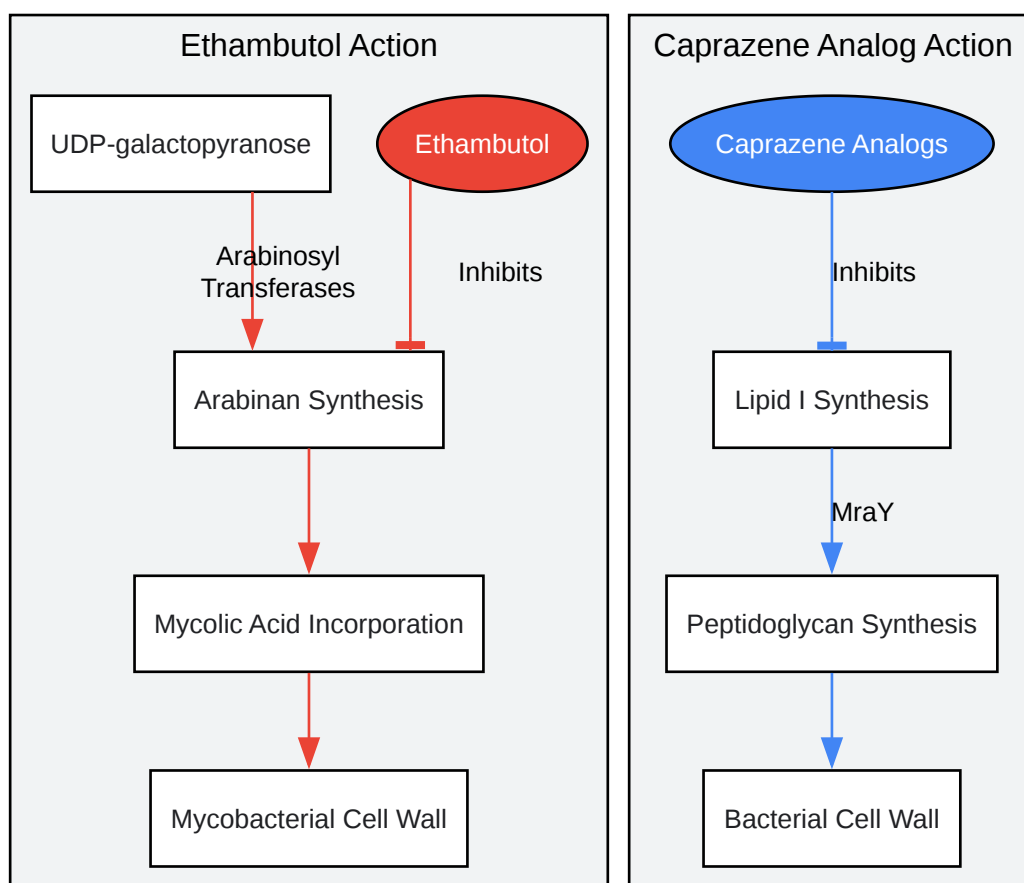 Ethambutol Action
UDP-galactopyranose
Ethambutol
Arabinosyl
Transferases
Inhibits
Arabinan Synthesis
Mycolic Acid Incorporation
Mycobacterial Cell Wall
Caprazene Analog Action
Caprazene Analogs
Inhibits
Lipid I Synthesis
MraY
Peptidoglycan Synthesis
Bacterial Cell Wall